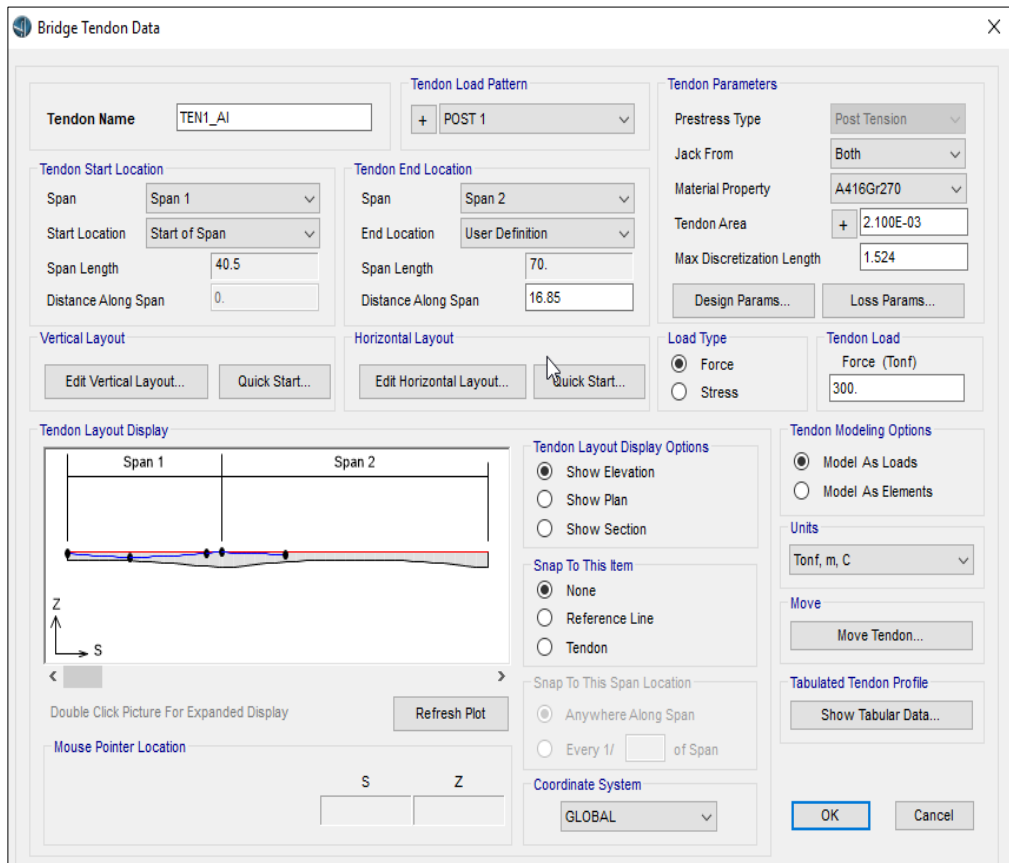 Bridge Tendon Data
Tendon Name
TEN1_AI
Tendon Load Pattern
+
POST 1
Tendon Parameters
Prestress Type
Post Tension
Jack From
Both
Material Property
A416Gr270
Tendon Area
+
2.100E-03
Max Discretization Length
1.524
Design Params...
Loss Params...
Tendon Start Location
Span
Span 1
Start Location
Start of Span
Span Length
40.5
Distance Along Span
0.
Tendon End Location
Span
Span 2
End Location
User Definition
Span Length
70.
Distance Along Span
16.85
Vertical Layout
Edit Vertical Layout...
Quick Start...
Horizontal Layout
Edit Horizontal Layout...
Quick Start...
Load Type
Force
Stress
Tendon Load
Force (Tonf)
300.
Tendon Layout Display
Span 1
Span 2
Z
S
Double Click Picture For Expanded Display
Refresh Plot
Mouse Pointer Location
S
Z
Tendon Layout Display Options
Show Elevation
Show Plan
Show Section
Snap To This Item
None
Reference Line
Tendon
Snap To This Span Location
Anywhere Along Span
Every 1/
of Span
Coordinate System
GLOBAL
Tendon Modeling Options
Model As Loads
Model As Elements
Units
Tonf, m, C
Move
Move Tendon...
Tabulated Tendon Profile
Show Tabular Data...
OK
Cancel